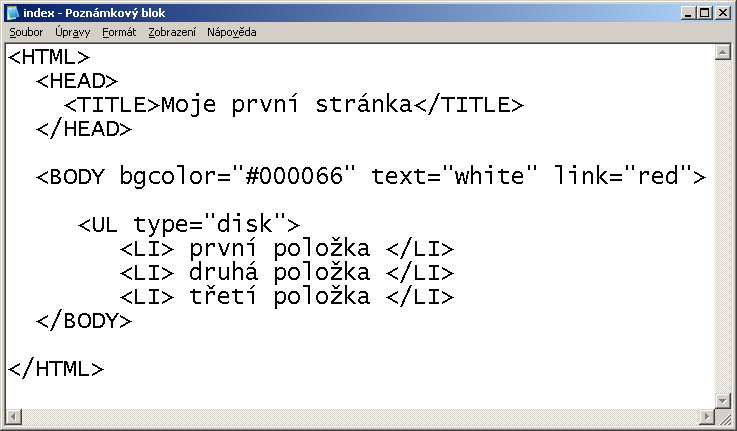 index - Poznámkový blok
Soubor Úpravy Formát Zobrazení Nápověda
<HTML>
  <HEAD>
    <TITLE>Moje první stránka</TITLE>
  </HEAD>

  <BODY bgcolor="#000066" text="white" link="red">

     <UL type="disk">
        <LI> první položka </LI>
        <LI> druhá položka </LI>
        <LI> třetí položka </LI>
  </BODY>

</HTML>